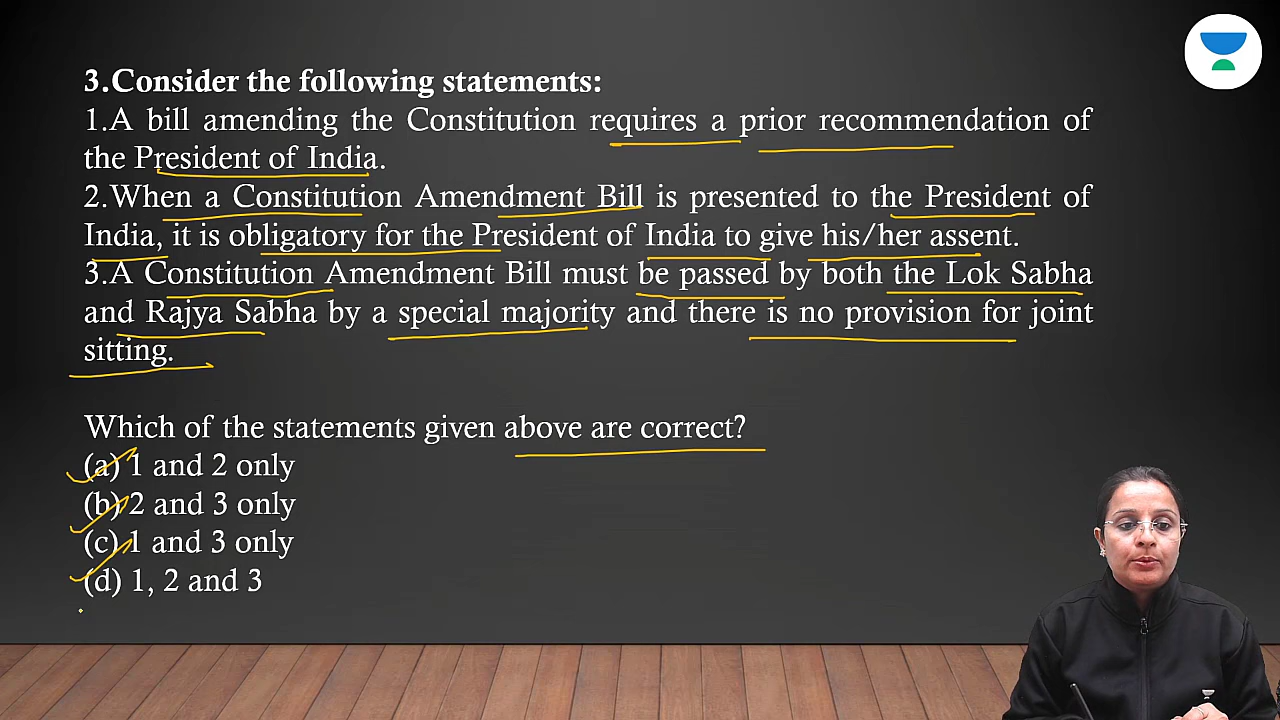 3.Consider the following statements:
1.A bill amending the Constitution requires a prior recommendation of
the President of India.
2.When a Constitution Amendment Bill is presented to the President of
India, it is obligatory for the President of India to give his/her assent.
3.A Constitution Amendment Bill must be passed by both the Lok Sabha
and Rajya Sabha by a special majority and there is no provision for joint
sitting.
Which of the statements given above are correct?
(a) 1 and 2 only
(b) 2 and 3 only
(c) 1 and 3 only
(d) 1, 2 and 3